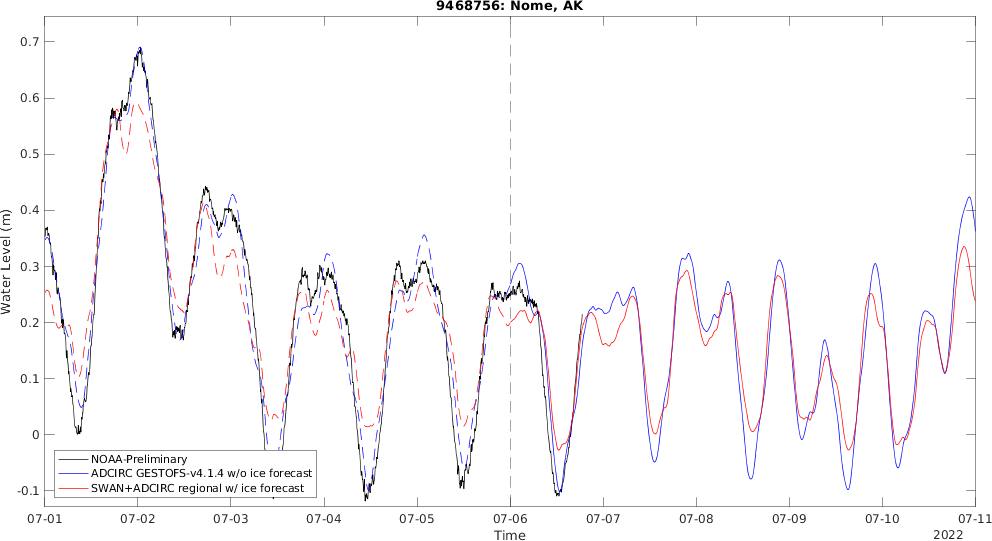 9468756: Nome, AK
Water Level (m)
0.7
0.6
0.5
0.4
0.3
0.2
0.1
0
-0.1
NOAA-Preliminary
ADCIRC GESTOFS-v4.1.4 w/o ice forecast
SWAN+ADCIRC regional w/ ice forecast
07-01 07-02 07-03 07-04 07-05 07-06 07-07 07-08 07-09 07-10 07-11
Time
2022